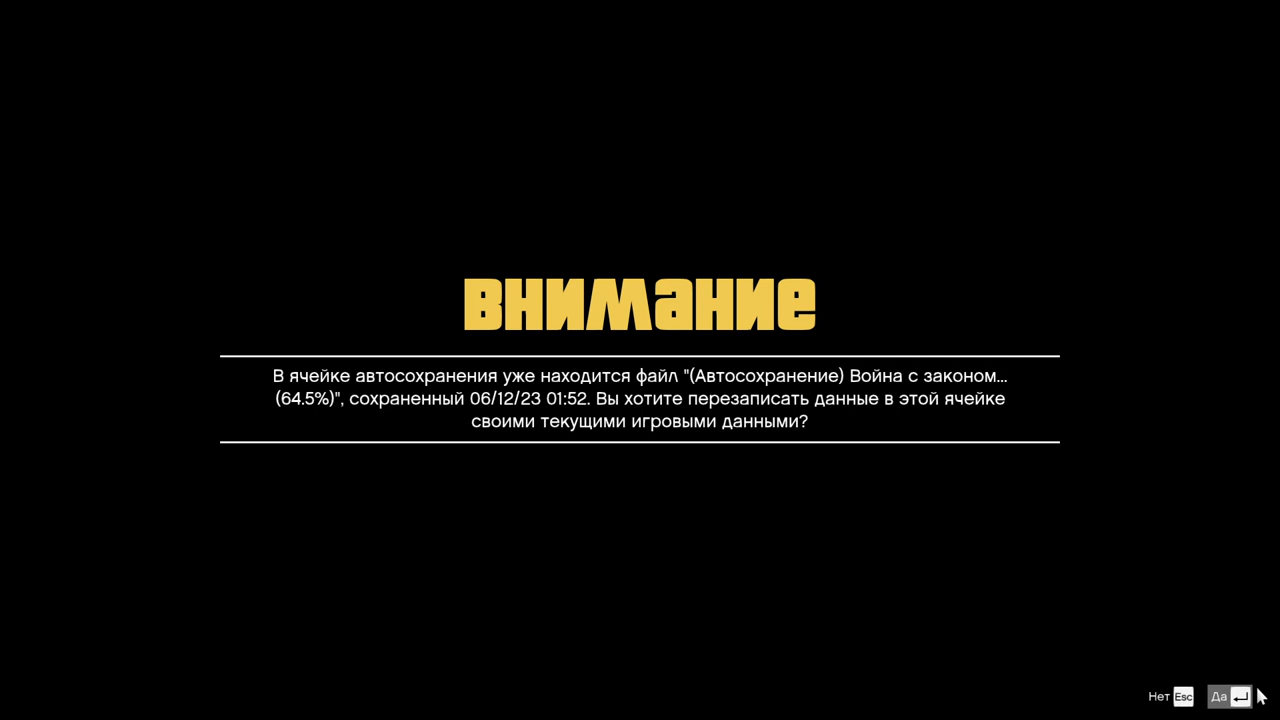 внимание
В ячейке автосохранения уже находится файл "(Автосохранение) Война с законом...
(64.5%)", сохраненный 06/12/23 01:52. Вы хотите перезаписать данные в этой ячейке
своими текущими игровыми данными?
Нет Esc Да